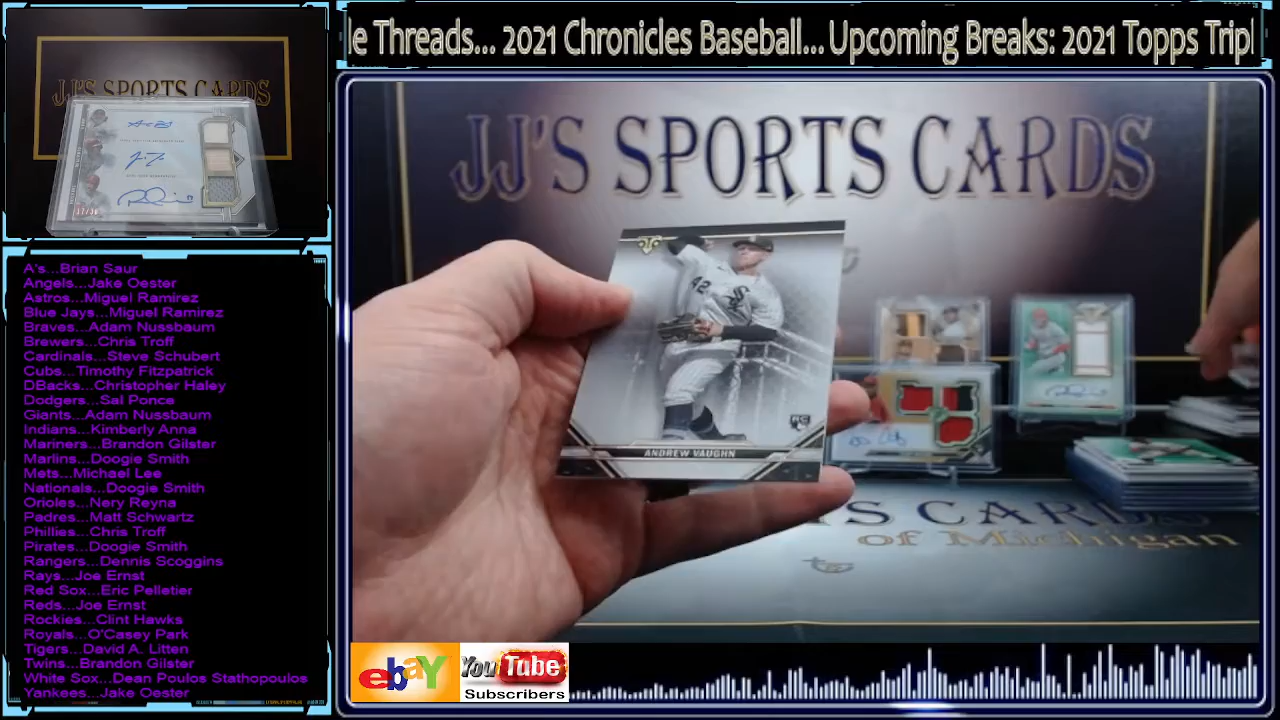 le Threads... 2021 Chronicles Baseball... Upcoming Breaks: 2021 Topps Tripl
JJ'S SPORTS CARDS
17/36
A's...Brian Saur
Angels...Jake Oester
Astros...Miguel Ramirez
Blue Jays...Miguel Ramirez
Braves...Adam Nussbaum
Brewers...Chris Troff
Cardinals...Steve Schubert
Cubs...Timothy Fitzpatrick
DBacks...Christopher Haley
Dodgers...Sal Ponce
Giants...Adam Nussbaum
Indians...Kimberly Anna
Mariners...Brandon Gilster
Marlins...Doogie Smith
Mets...Michael Lee
Nationals...Doogie Smith
Orioles...Nery Reyna
Padres...Matt Schwartz
Phillies...Chris Troff
Pirates...Doogie Smith
Rangers...Dennis Scoggins
Rays...Joe Ernst
Red Sox...Eric Pelletier
Reds...Joe Ernst
Rockies...Clint Hawks
Royals...O'Casey Park
Tigers...David A. Litten
Twins...Brandon Gilster
White Sox...Dean Poulos Stathopoulos
Yankees...Jake Oester
JJ'S SPORTS CARDS
42
RC
ANDREW VAUGHN
TS CARDS
of Michigan
ebay
YouTube
Subscribers